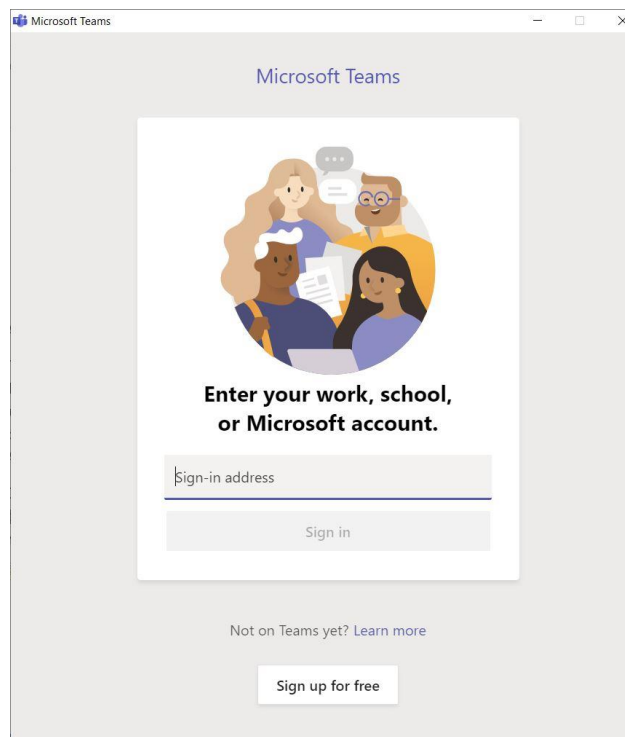 Microsoft Teams
Microsoft Teams
Enter your work, school,
or Microsoft account.
Sign-in address
Sign in
Not on Teams yet? Learn more
Sign up for free